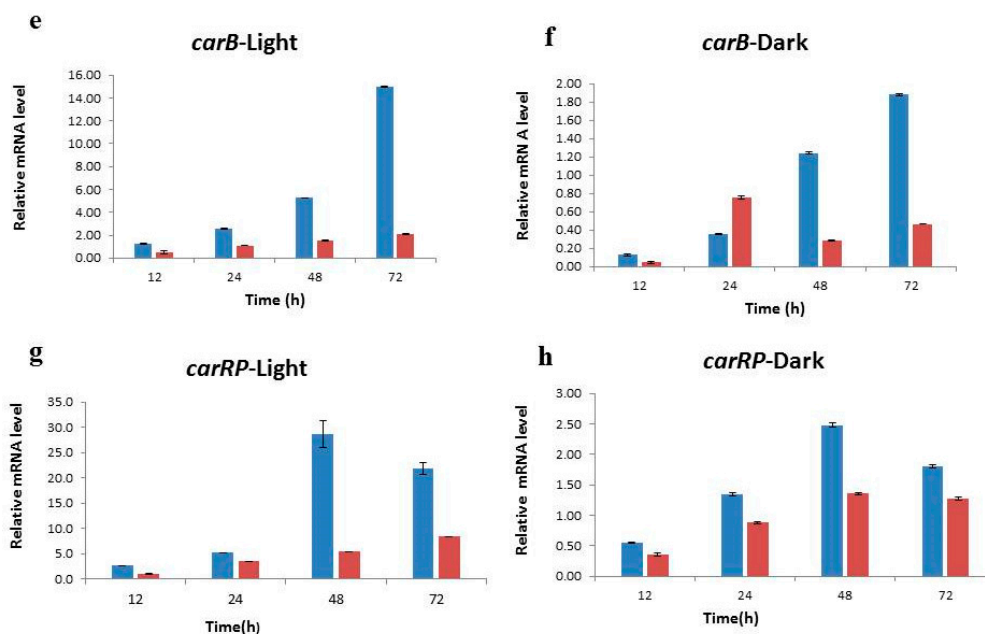 e
carB-Light
Relative mRNA level
16.00
14.00
12.00
10.00
8.00
6.00
4.00
2.00
0.00
12 24 48 72
Time (h)
f
carB-Dark
Relative mRN A level
2.00
1.80
1.60
1.40
1.20
1.00
0.80
0.60
0.40
0.20
0.00
12 24 48 72
Time (h)
g
carRP-Light
Relative mRNA level
35.0
30.0
25.0
20.0
15.0
10.0
5.0
0.0
12 24 48 72
Time(h)
h
carRP-Dark
Relative mRNA level
3.00
2.50
2.00
1.50
1.00
0.50
0.00
12 24 48 72
Time(h)